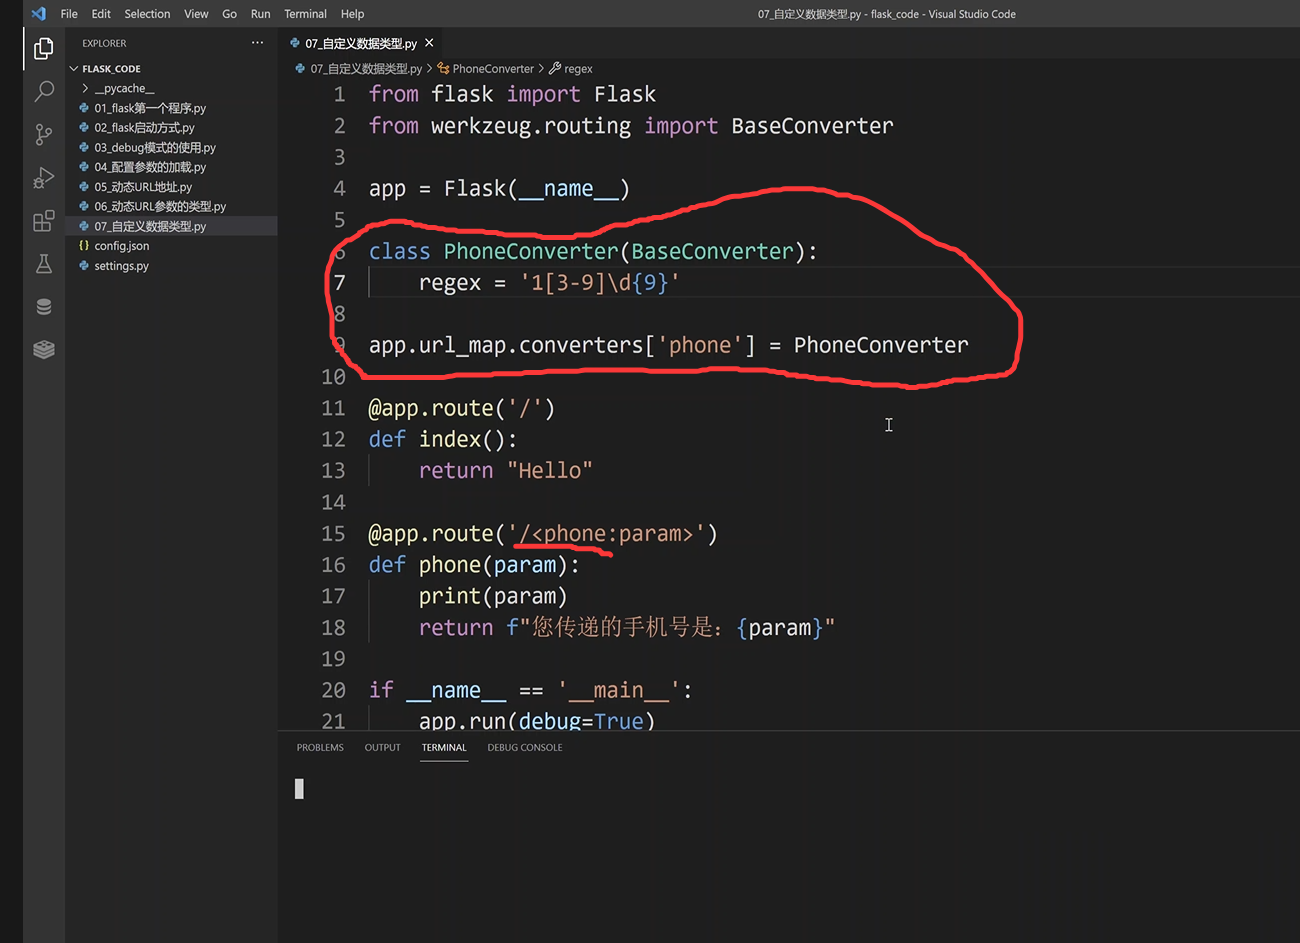 File Edit Selection View Go Run Terminal Help
07_自定义数据类型.py - flask_code - Visual Studio Code
EXPLORER
FLASK_CODE
__pycache__
01_flask第一个程序.py
02_flask启动方式.py
03_debug模式的使用.py
04_配置参数的加载.py
05_动态URL地址.py
06_动态URL参数的类型.py
07_自定义数据类型.py
{} config.json
settings.py
07_自定义数据类型.py ×
07_自定义数据类型.py > PhoneConverter > regex
1 from flask import Flask
2 from werkzeug.routing import BaseConverter
3
4 app = Flask(__name__)
5
6 class PhoneConverter(BaseConverter):
7     regex = '1[3-9]\d{9}'
8
9 app.url_map.converters['phone'] = PhoneConverter
10
11 @app.route('/')
12 def index():
13     return "Hello"
14
15 @app.route('/<phone:param>')
16 def phone(param):
17     print(param)
18     return f"您传递的手机号是：{param}"
19
20 if __name__ == '__main__':
21     app.run(debug=True)
PROBLEMS OUTPUT TERMINAL DEBUG CONSOLE